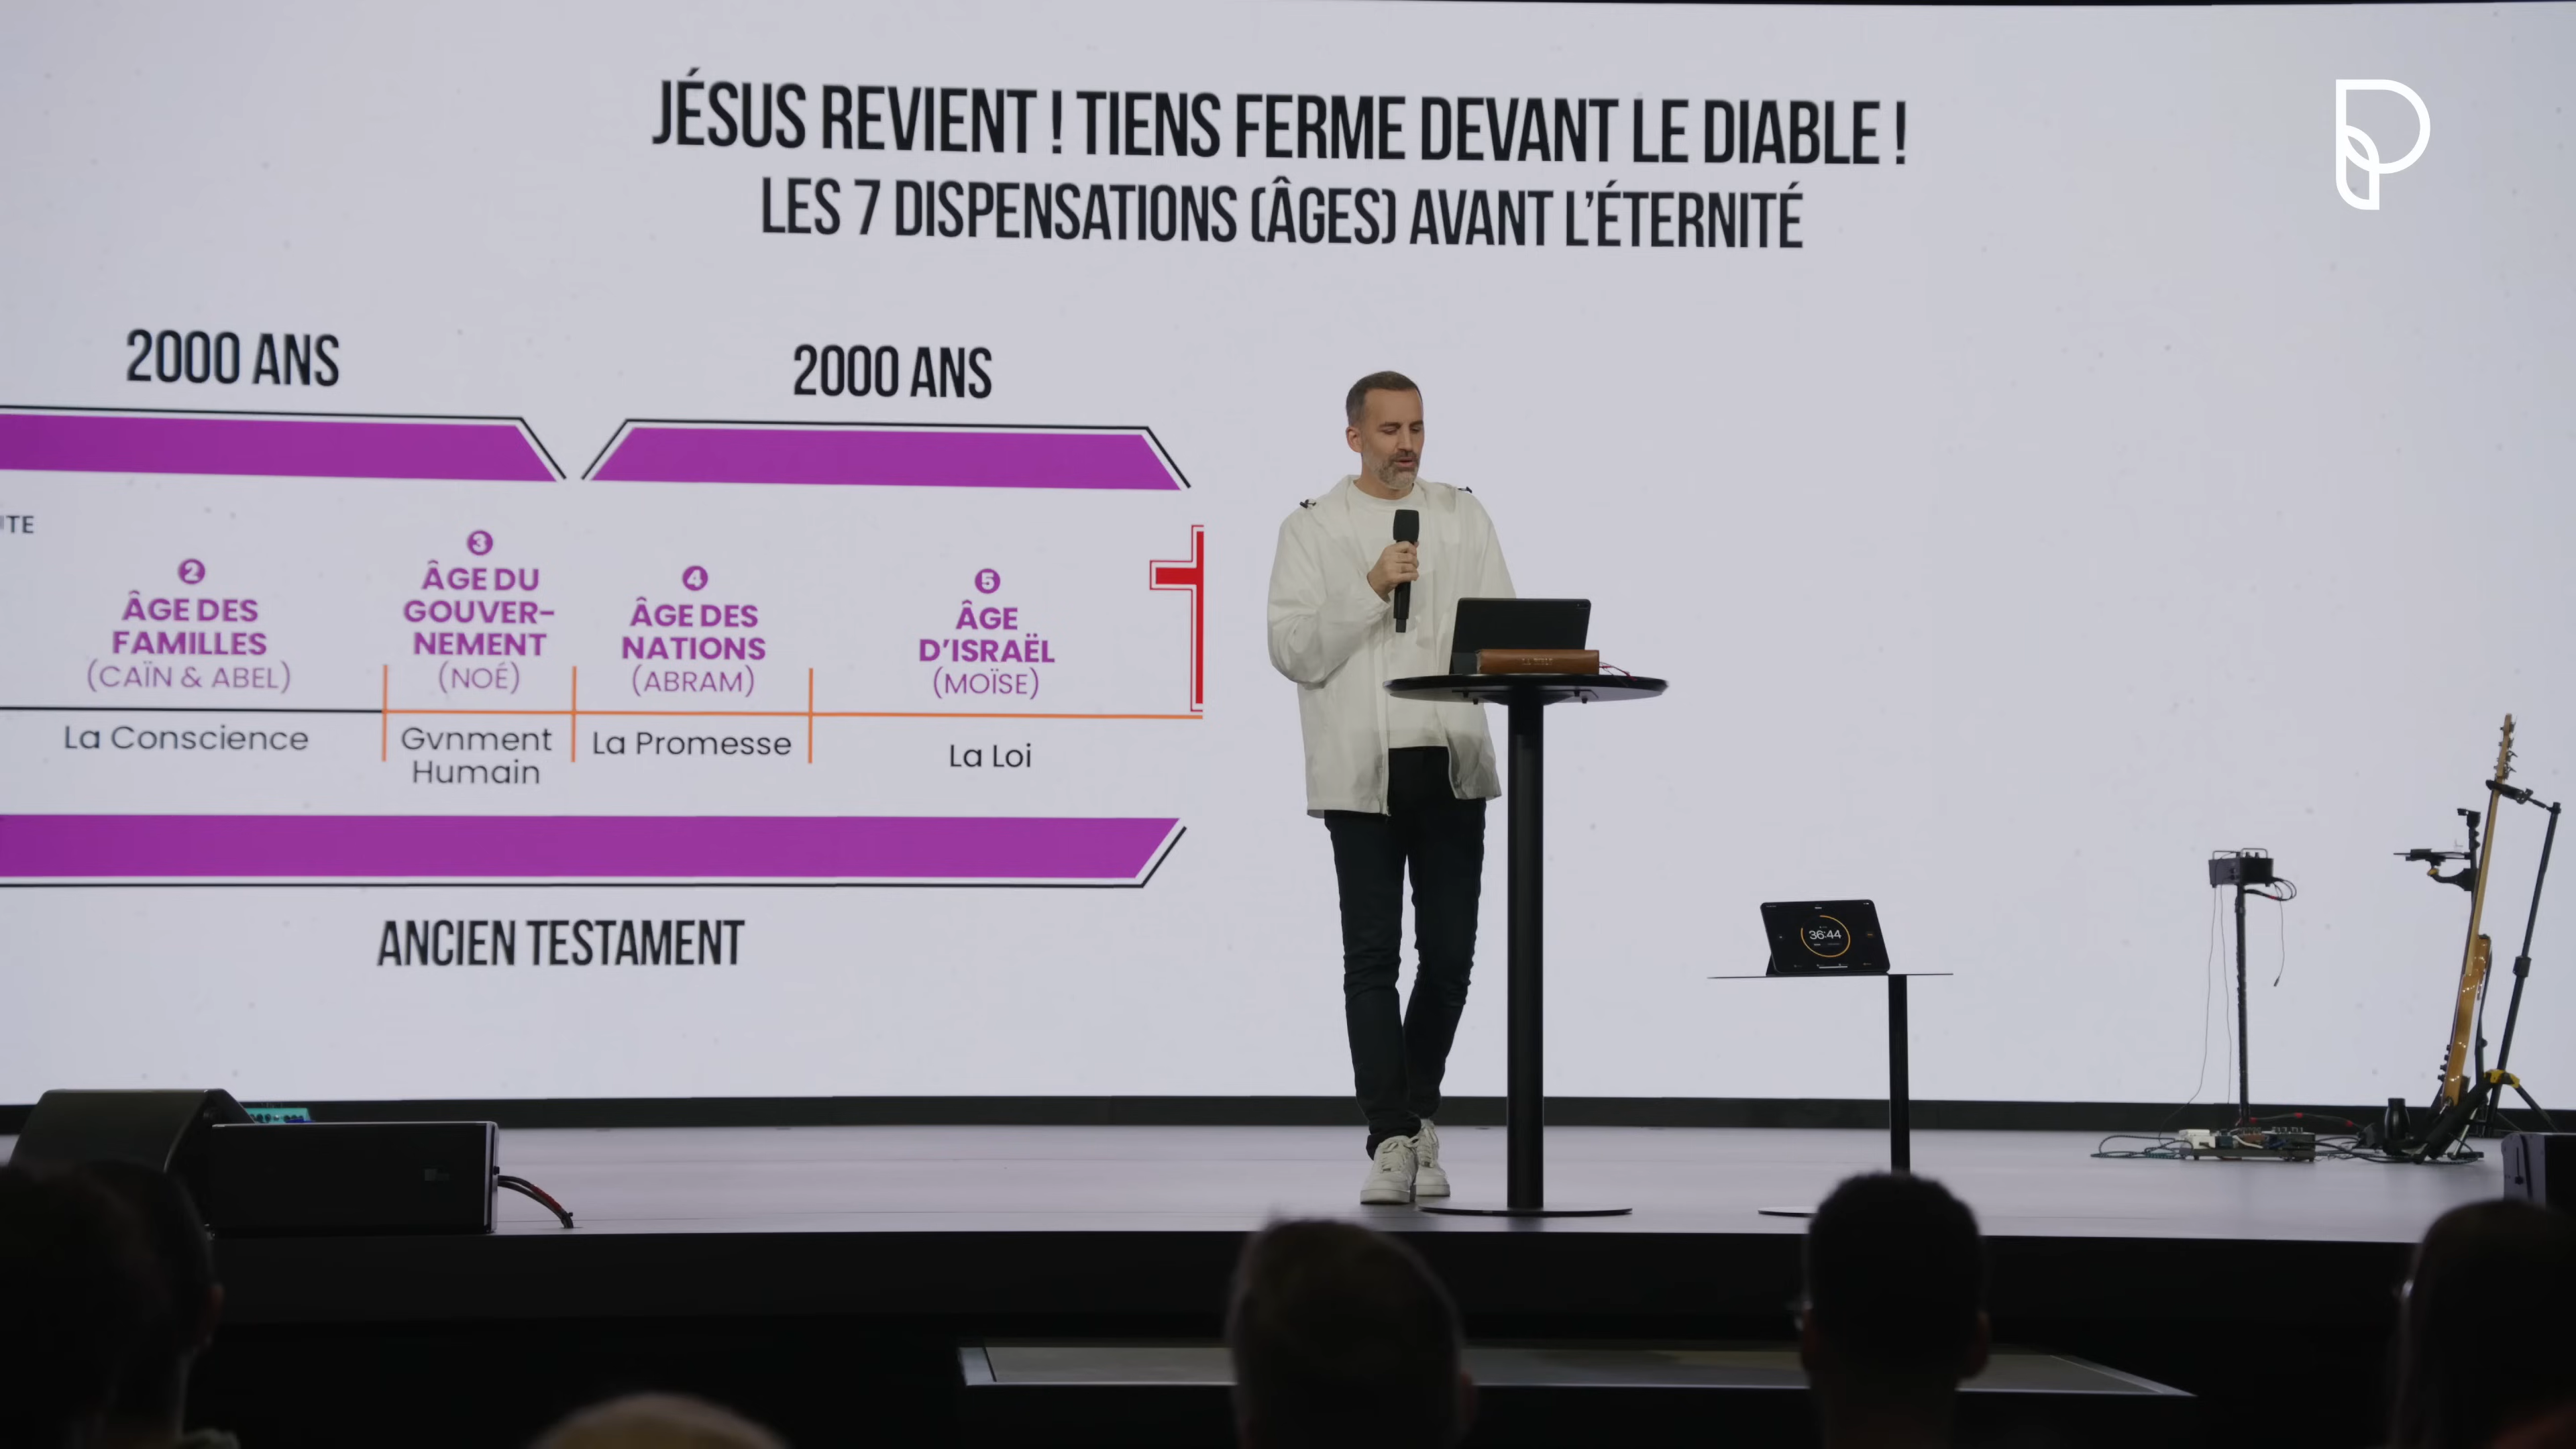 JÉSUS REVIENT ! TIENS FERME DEVANT LE DIABLE !
LES 7 DISPENSATIONS (ÂGES) AVANT L'ÉTERNITÉ
2000 ANS
2000 ANS
2
ÂGE DES
FAMILLES
(CAÏN & ABEL)
La Conscience
3
ÂGE DU
GOUVER-
NEMENT
(NOÉ)
Gvnment
Humain
4
ÂGE DES
NATIONS
(ABRAM)
La Promesse
5
ÂGE
D'ISRAËL
(MOÏSE)
La Loi
ANCIEN TESTAMENT
36:44